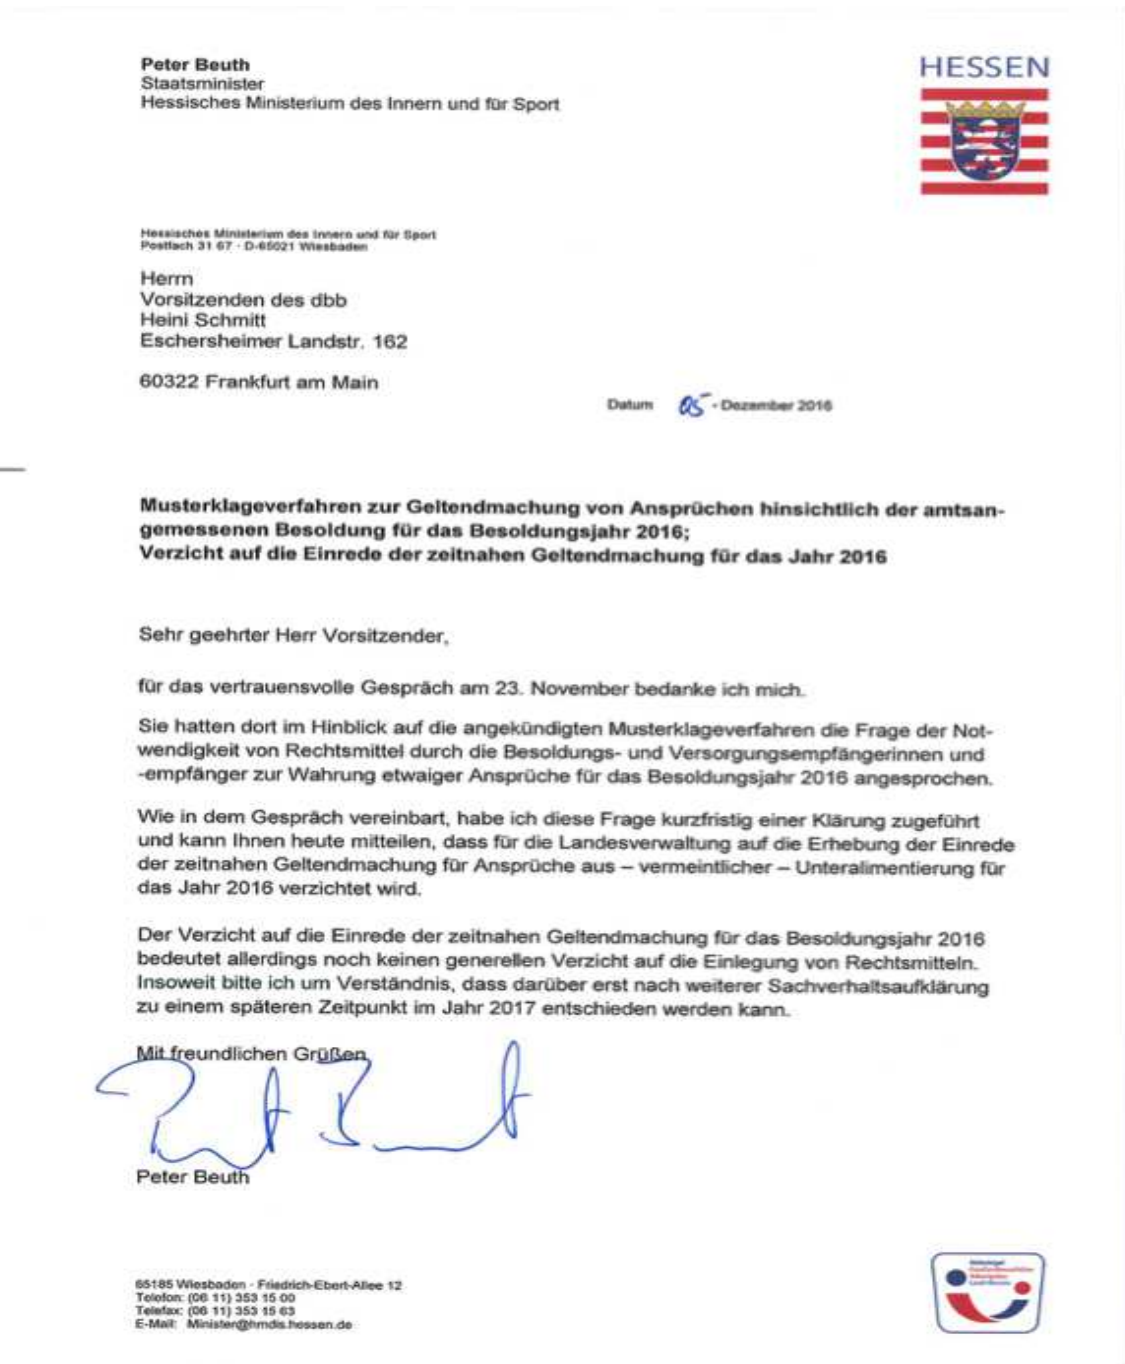 Peter Beuth
Staatsminister
Hessisches Ministerium des Innern und für Sport
HESSEN
Hessisches Ministerium des Innern und für Sport
Postfach 31 67 · D-65021 Wiesbaden
Herrn
Vorsitzenden des dbb
Heini Schmitt
Eschersheimer Landstr. 162
60322 Frankfurt am Main
Datum 05 - Dezember 2016
Musterklageverfahren zur Geltendmachung von Ansprüchen hinsichtlich der amtsan-
gemessenen Besoldung für das Besoldungsjahr 2016;
Verzicht auf die Einrede der zeitnahen Geltendmachung für das Jahr 2016
Sehr geehrter Herr Vorsitzender,
für das vertrauensvolle Gespräch am 23. November bedanke ich mich.
Sie hatten dort im Hinblick auf die angekündigten Musterklageverfahren die Frage der Not-
wendigkeit von Rechtsmittel durch die Besoldungs- und Versorgungsempfängerinnen und
-empfänger zur Wahrung etwaiger Ansprüche für das Besoldungsjahr 2016 angesprochen.
Wie in dem Gespräch vereinbart, habe ich diese Frage kurzfristig einer Klärung zugeführt
und kann Ihnen heute mitteilen, dass für die Landesverwaltung auf die Erhebung der Einrede
der zeitnahen Geltendmachung für Ansprüche aus – vermeintlicher – Unteralimentierung für
das Jahr 2016 verzichtet wird.
Der Verzicht auf die Einrede der zeitnahen Geltendmachung für das Besoldungsjahr 2016
bedeutet allerdings noch keinen generellen Verzicht auf die Einlegung von Rechtsmitteln.
Insoweit bitte ich um Verständnis, dass darüber erst nach weiterer Sachverhaltsaufklärung
zu einem späteren Zeitpunkt im Jahr 2017 entschieden werden kann.
Mit freundlichen Grüßen
Peter Beuth
65185 Wiesbaden · Friedrich-Ebert-Allee 12
Telefon: (06 11) 353 15 00
Telefax: (06 11) 353 15 63
E-Mail: Minister@hmdis.hessen.de